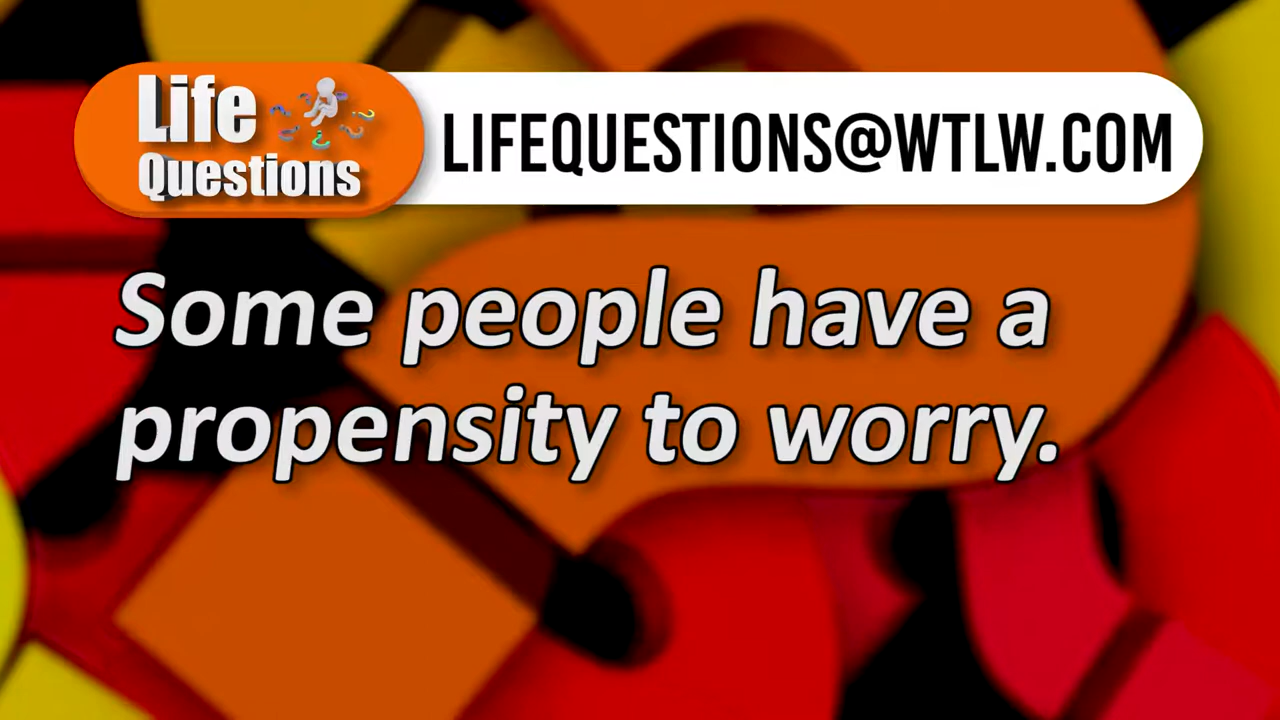 Life
Questions
LIFEQUESTIONS@WTLW.COM
Some people have a
propensity to worry.